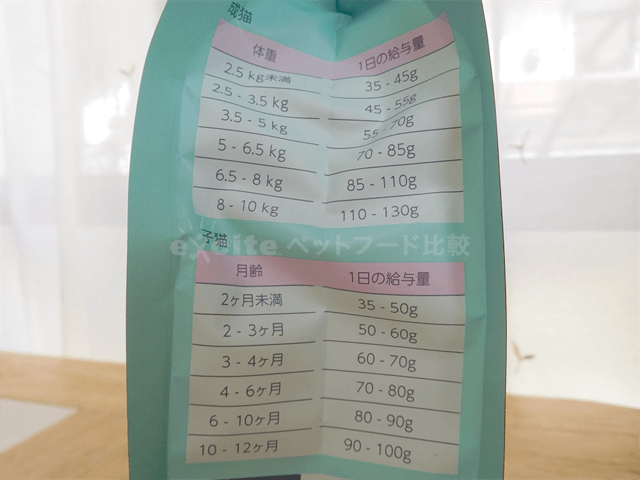 成猫
体重 1日の給与量
2.5 kg未満 35 - 45g
2.5 - 3.5 kg 45 - 55g
3.5 - 5 kg 55 - 70g
5 - 6.5 kg 70 - 85g
6.5 - 8 kg 85 - 110g
8 - 10 kg 110 - 130g
excite. ペットフード比較
子猫
月齢 1日の給与量
2ヶ月未満 35 - 50g
2 - 3ヶ月 50 - 60g
3 - 4ヶ月 60 - 70g
4 - 6ヶ月 70 - 80g
6 - 10ヶ月 80 - 90g
10 - 12ヶ月 90 - 100g